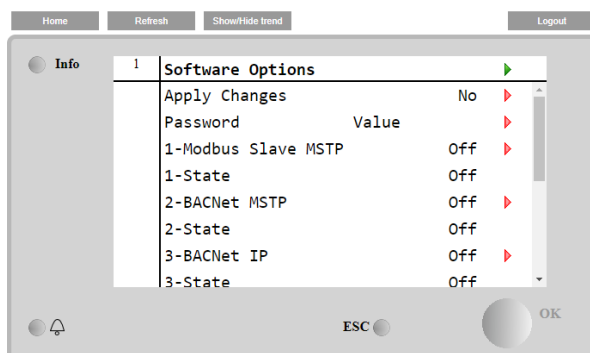 Home Refresh Show/Hide trend Logout
Info 1 Software Options
Apply Changes No
Password Value
1-Modbus Slave MSTP Off
1-State Off
2-BACNet MSTP Off
2-State Off
3-BACNet IP Off
3-State Off
ESC OK